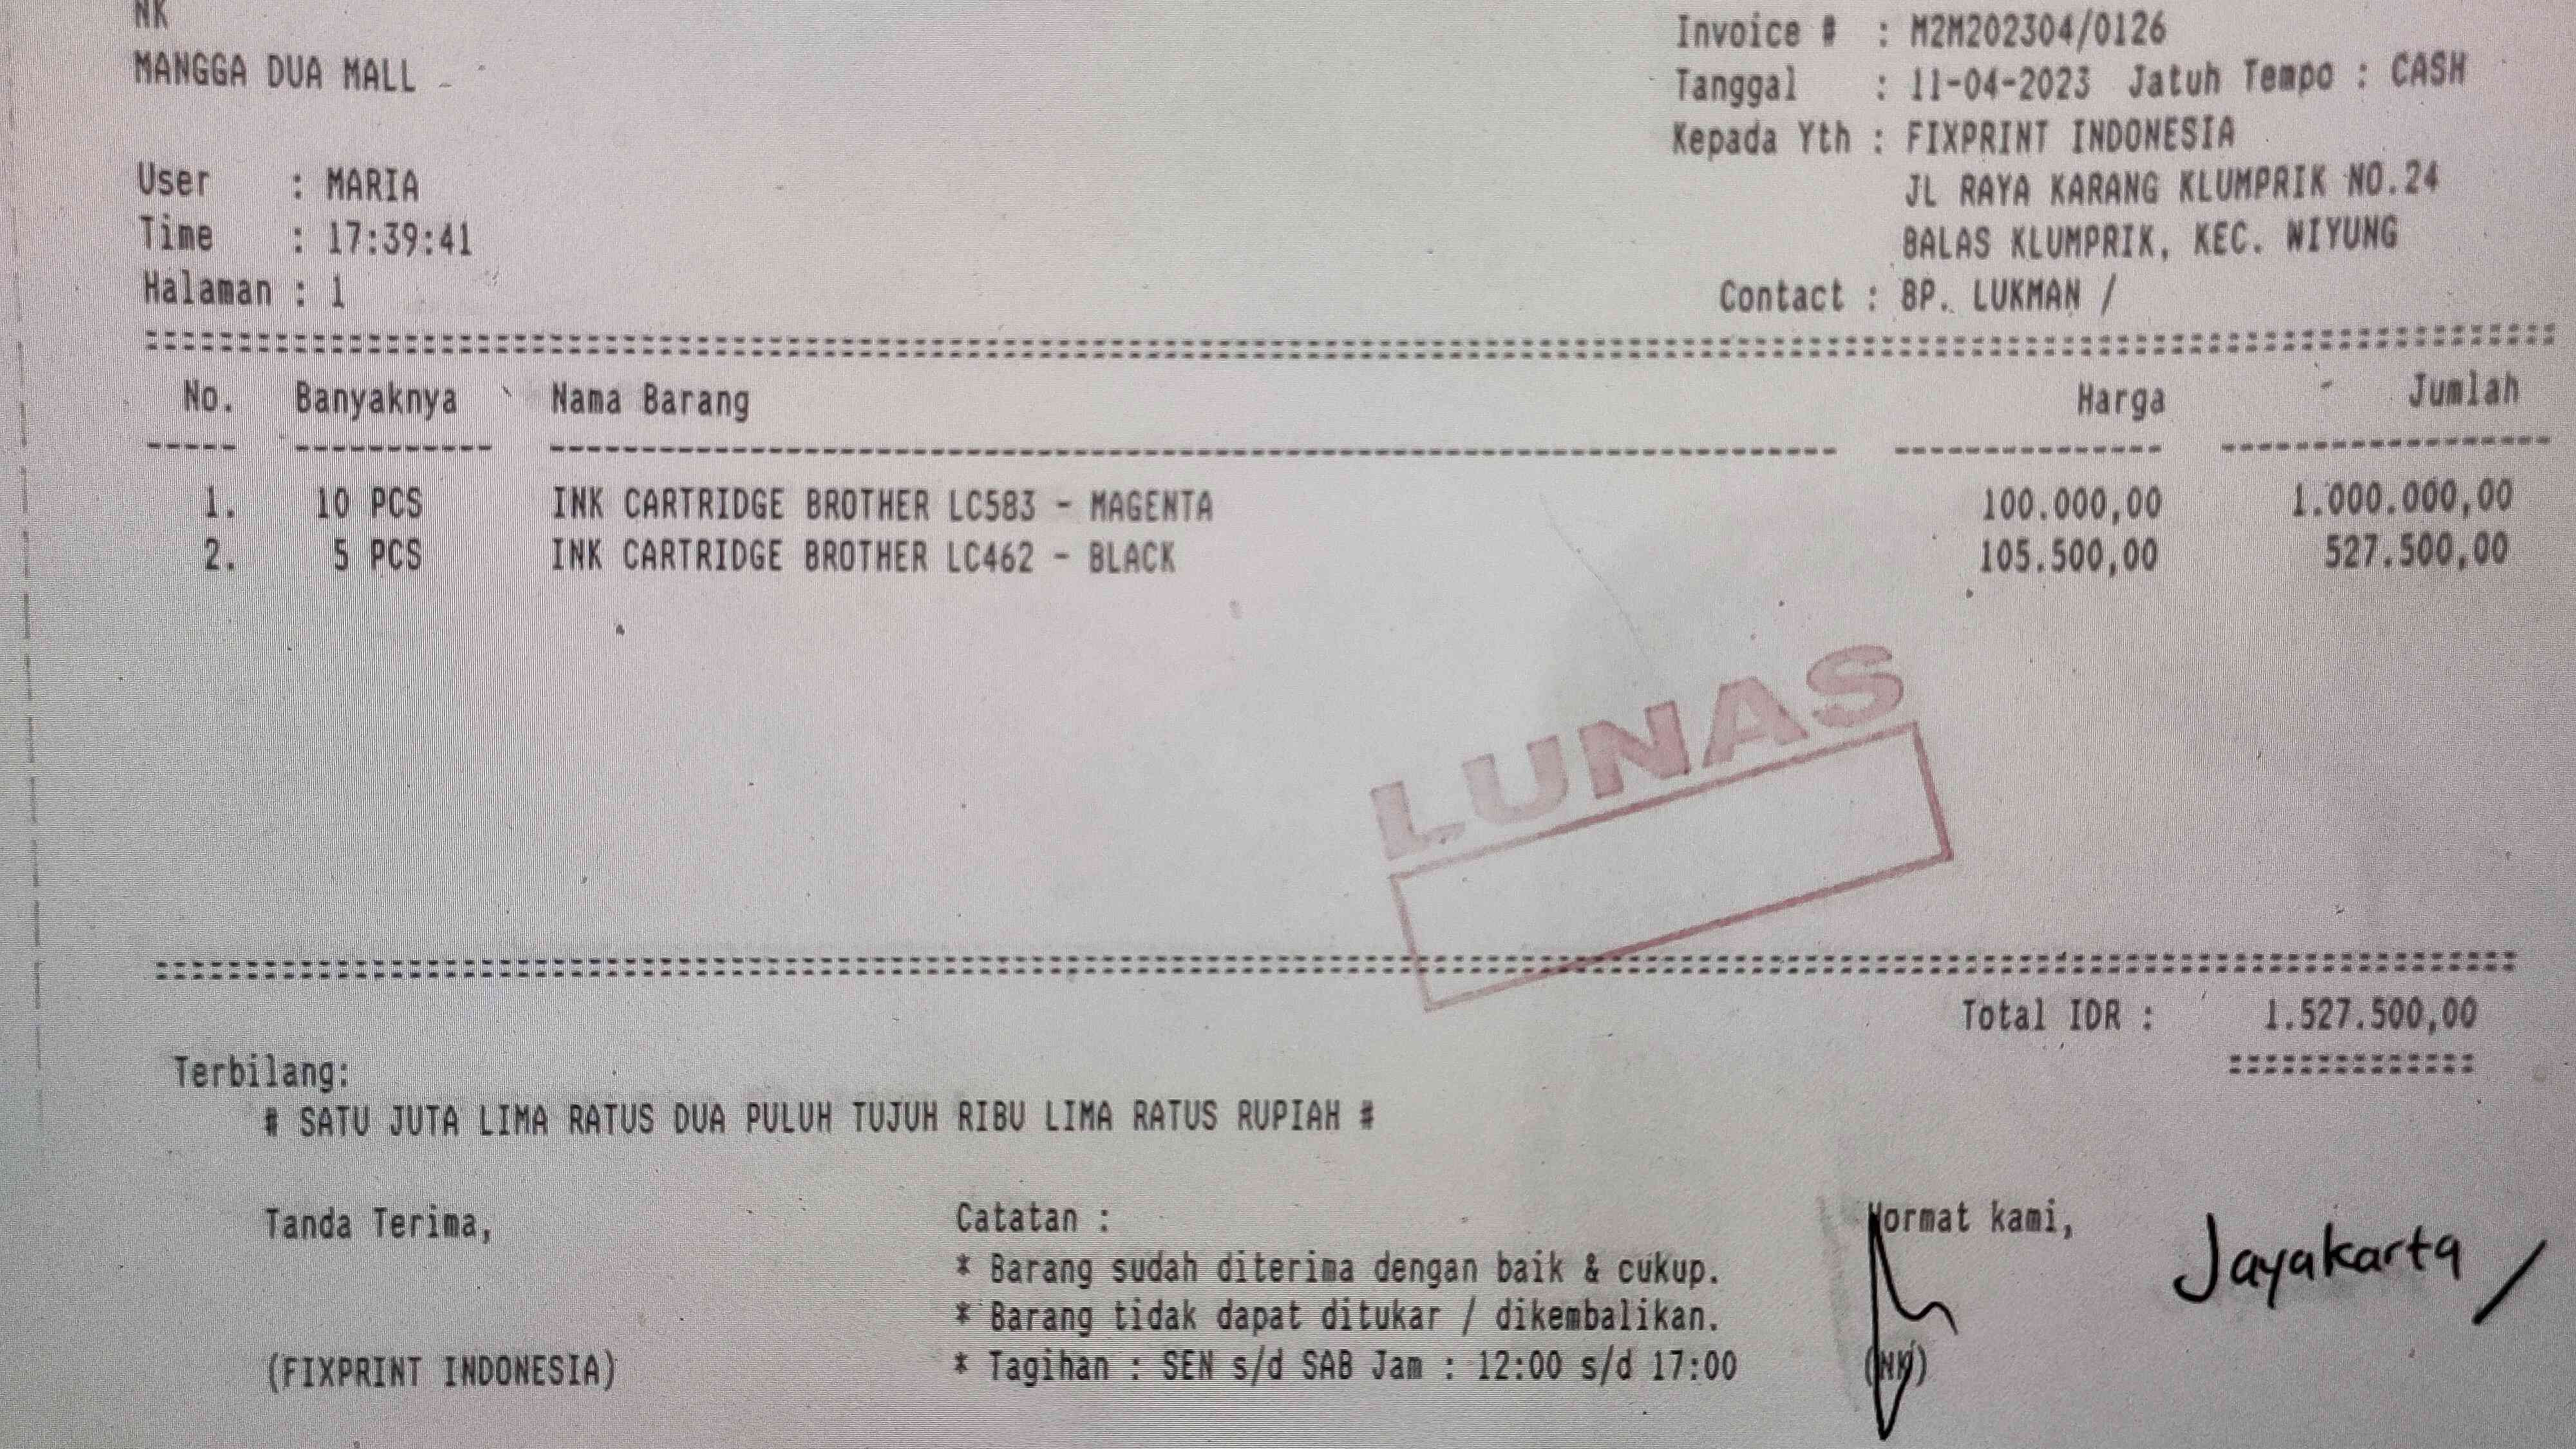 NK
MANGGA DUA MALL
Invoice # : M2M202304/0126
Tanggal : 11-04-2023 Jatuh Tempo : CASH
Kepada Yth : FIXPRINT INDONESIA
JL RAYA KARANG KLUMPRIK NO.24
BALAS KLUMPRIK, KEC. WIYUNG
Contact : BP. LUKMAN /
User : MARIA
Time : 17:39:41
Halaman : 1
No. Banyaknya Nama Barang Harga Jumlah
1. 10 PCS INK CARTRIDGE BROTHER LC583 - MAGENTA 100.000,00 1.000.000,00
2. 5 PCS INK CARTRIDGE BROTHER LC462 - BLACK 105.500,00 527.500,00
LUNAS
Total IDR : 1.527.500,00
Terbilang:
# SATU JUTA LIMA RATUS DUA PULUH TUJUH RIBU LIMA RATUS RUPIAH #
Tanda Terima,
(FIXPRINT INDONESIA)
Catatan :
* Barang sudah diterima dengan baik & cukup.
* Barang tidak dapat ditukar / dikembalikan.
* Tagihan : SEN s/d SAB Jam : 12:00 s/d 17:00
Hormat kami,
(NK)
Jayakarta